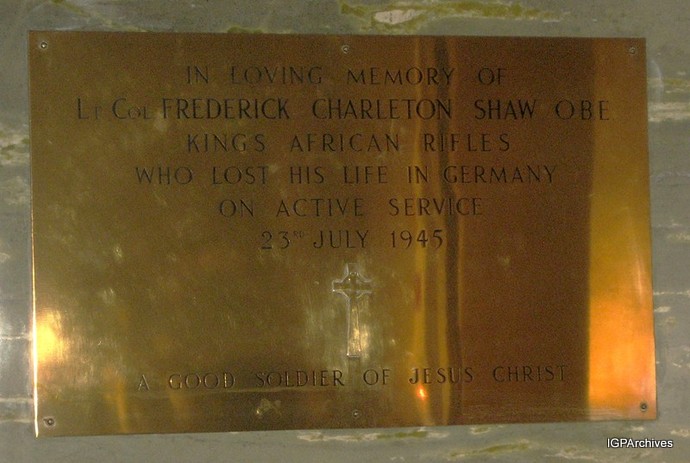 IN LOVING MEMORY OF
LT COL FREDERICK CHARLETON SHAW OBE
KING'S AFRICAN RIFLES
WHO LOST HIS LIFE IN GERMANY
ON ACTIVE SERVICE
23RD JULY 1945
A GOOD SOLDIER OF JESUS CHRIST
IGPArchives